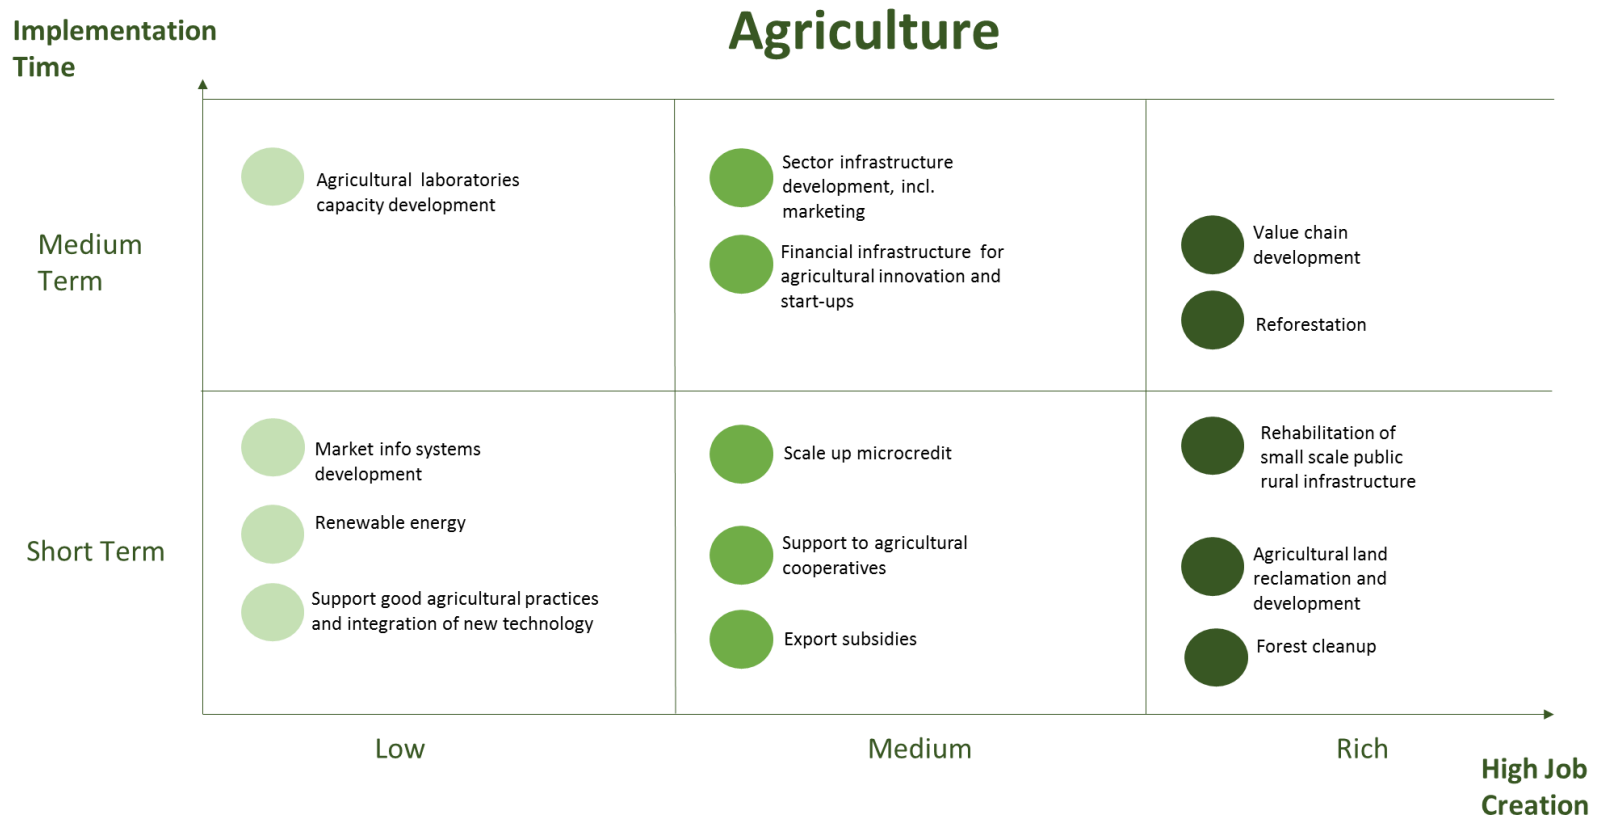 Agriculture
Implementation
Time
Medium
Term
Agricultural laboratories
capacity development
Sector infrastructure
development, incl.
marketing
Financial infrastructure for
agricultural innovation and
start-ups
Value chain
development
Reforestation
Short Term
Market info systems
development
Renewable energy
Support good agricultural practices
and integration of new technology
Scale up microcredit
Support to agricultural
cooperatives
Export subsidies
Rehabilitation of
small scale public
rural infrastructure
Agricultural land
reclamation and
development
Forest cleanup
Low
Medium
Rich
High Job
Creation